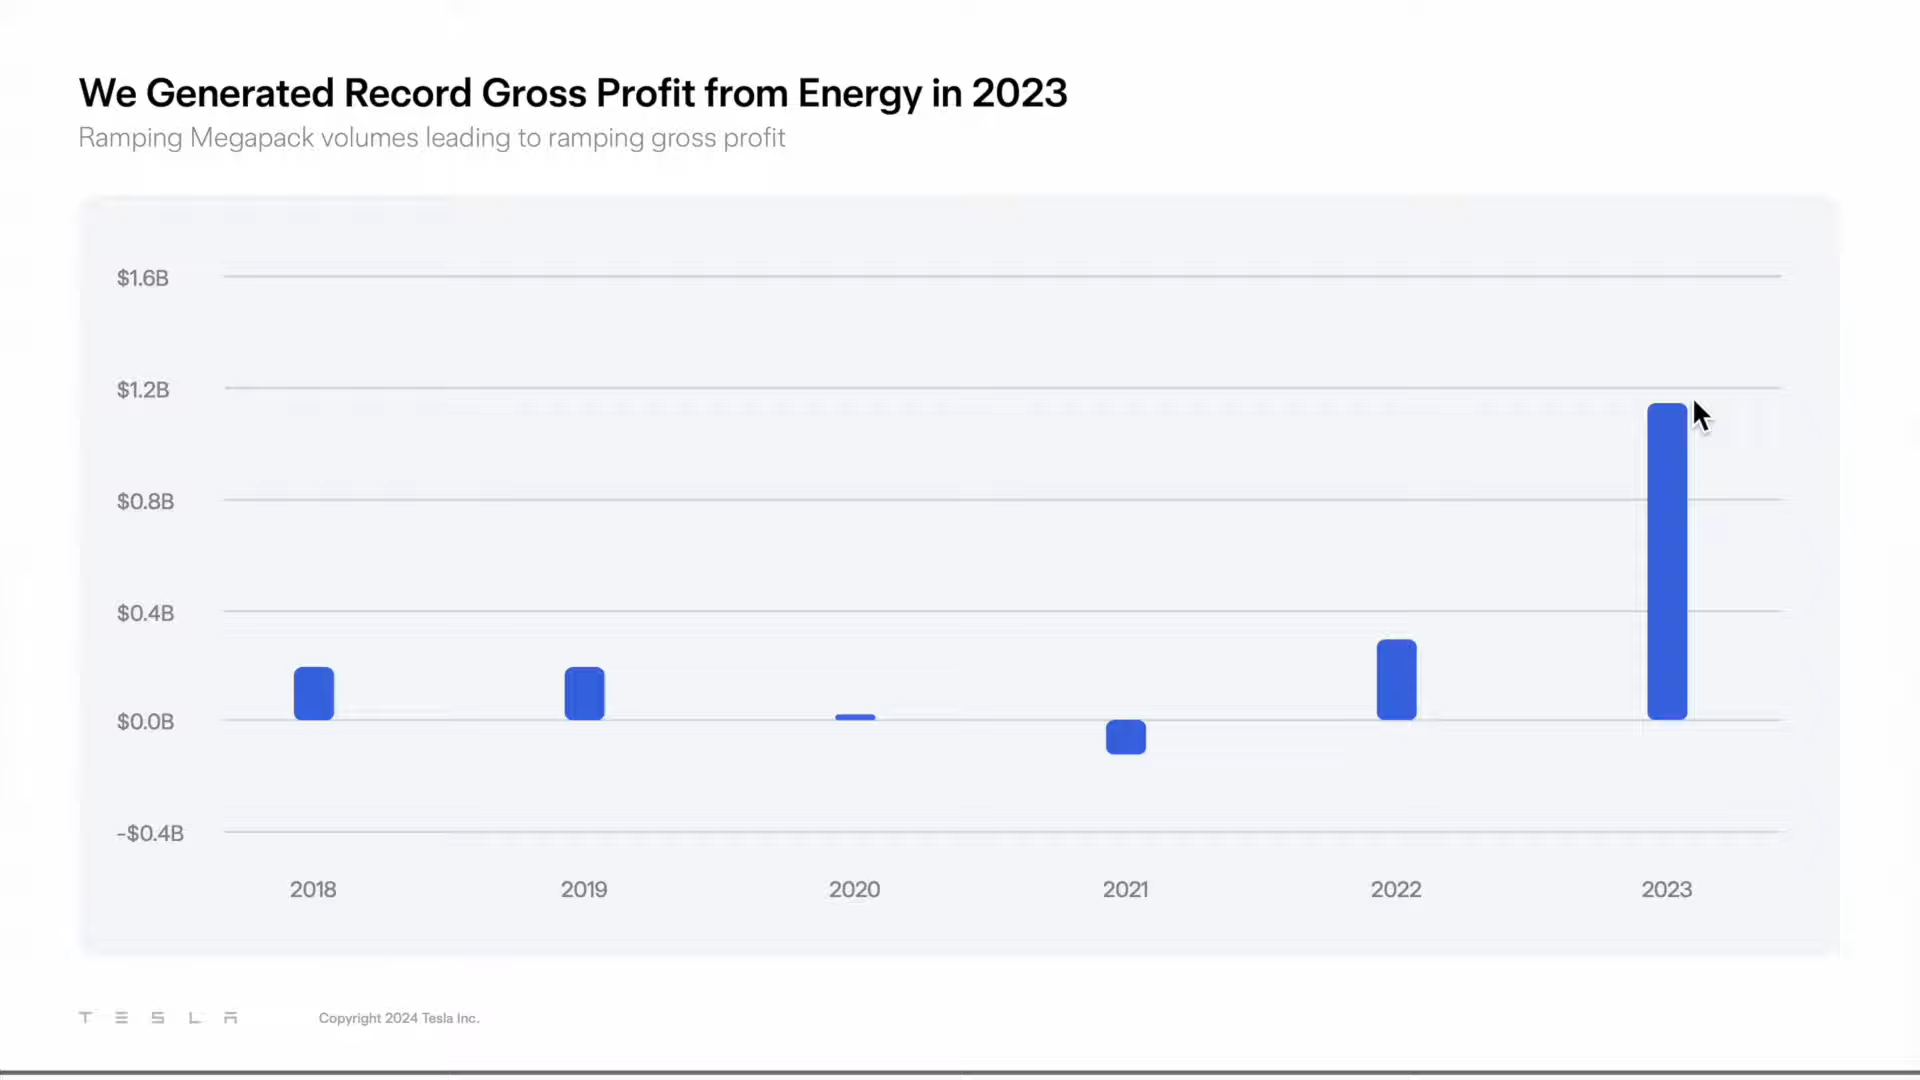 We Generated Record Gross Profit from Energy in 2023
Ramping Megapack volumes leading to ramping gross profit
$1.6B
$1.2B
$0.8B
$0.4B
$0.0B
-$0.4B
2018 2019 2020 2021 2022 2023
TESLA Copyright 2024 Tesla Inc.